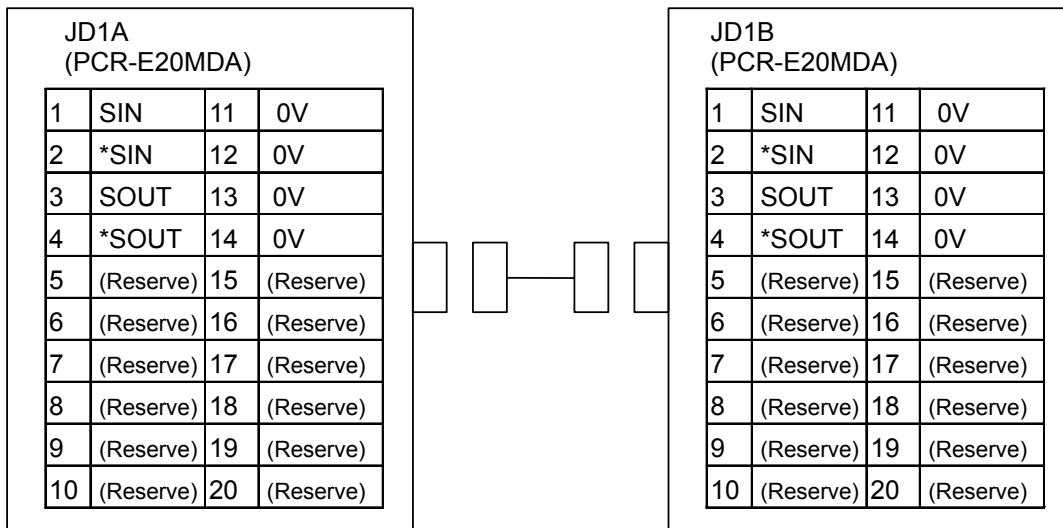 JD1A
(PCR-E20MDA)
1 SIN 11 0V
2 *SIN 12 0V
3 SOUT 13 0V
4 *SOUT 14 0V
5 (Reserve) 15 (Reserve)
6 (Reserve) 16 (Reserve)
7 (Reserve) 17 (Reserve)
8 (Reserve) 18 (Reserve)
9 (Reserve) 19 (Reserve)
10 (Reserve) 20 (Reserve)
JD1B
(PCR-E20MDA)
1 SIN 11 0V
2 *SIN 12 0V
3 SOUT 13 0V
4 *SOUT 14 0V
5 (Reserve) 15 (Reserve)
6 (Reserve) 16 (Reserve)
7 (Reserve) 17 (Reserve)
8 (Reserve) 18 (Reserve)
9 (Reserve) 19 (Reserve)
10 (Reserve) 20 (Reserve)